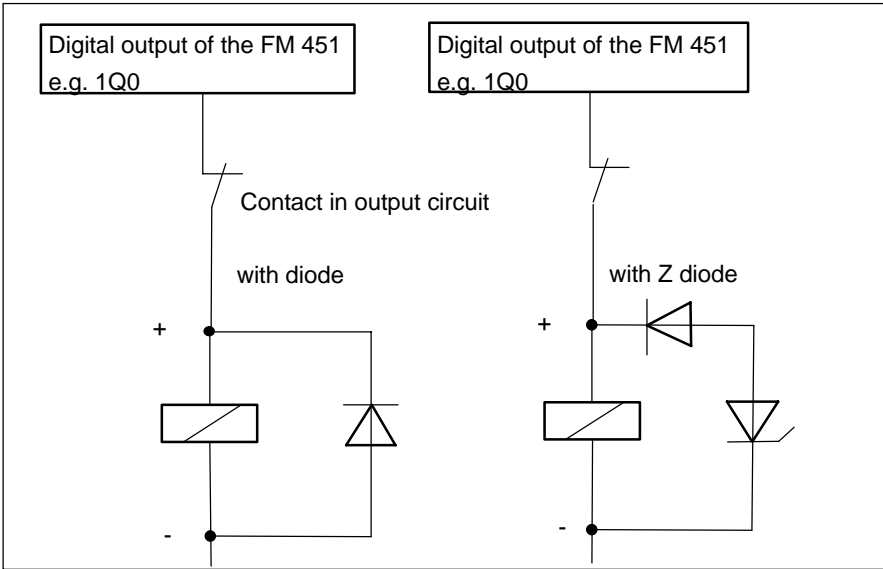 Digital output of the FM 451
e.g. 1Q0
Digital output of the FM 451
e.g. 1Q0
Contact in output circuit
with diode
with Z diode
+
+
-
-